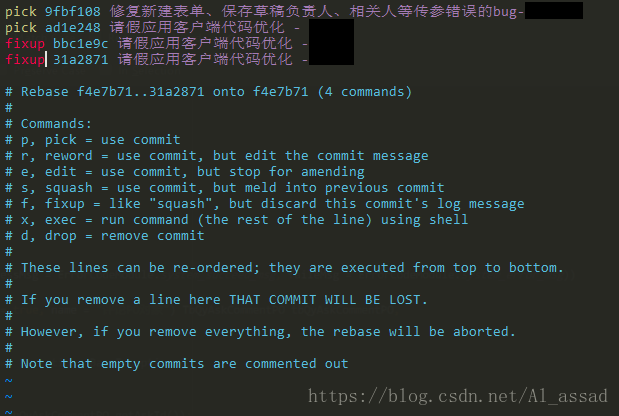 pick 9fbf108 修复新建表单、保存草稿负责人、相关人等传参错误的bug-
pick ad1e248 请假应用客户端代码优化 -
fixup bbc1e9c 请假应用客户端代码优化 -
fixup 31a2871 请假应用客户端代码优化 -
# Rebase f4e7b71..31a2871 onto f4e7b71 (4 commands)
#
# Commands:
# p, pick = use commit
# r, reword = use commit, but edit the commit message
# e, edit = use commit, but stop for amending
# s, squash = use commit, but meld into previous commit
# f, fixup = like "squash", but discard this commit's log message
# x, exec = run command (the rest of the line) using shell
# d, drop = remove commit
#
# These lines can be re-ordered; they are executed from top to bottom.
#
# If you remove a line here THAT COMMIT WILL BE LOST.
#
# However, if you remove everything, the rebase will be aborted.
#
# Note that empty commits are commented out
~
~
~
https://blog.csdn.net/Al_assad